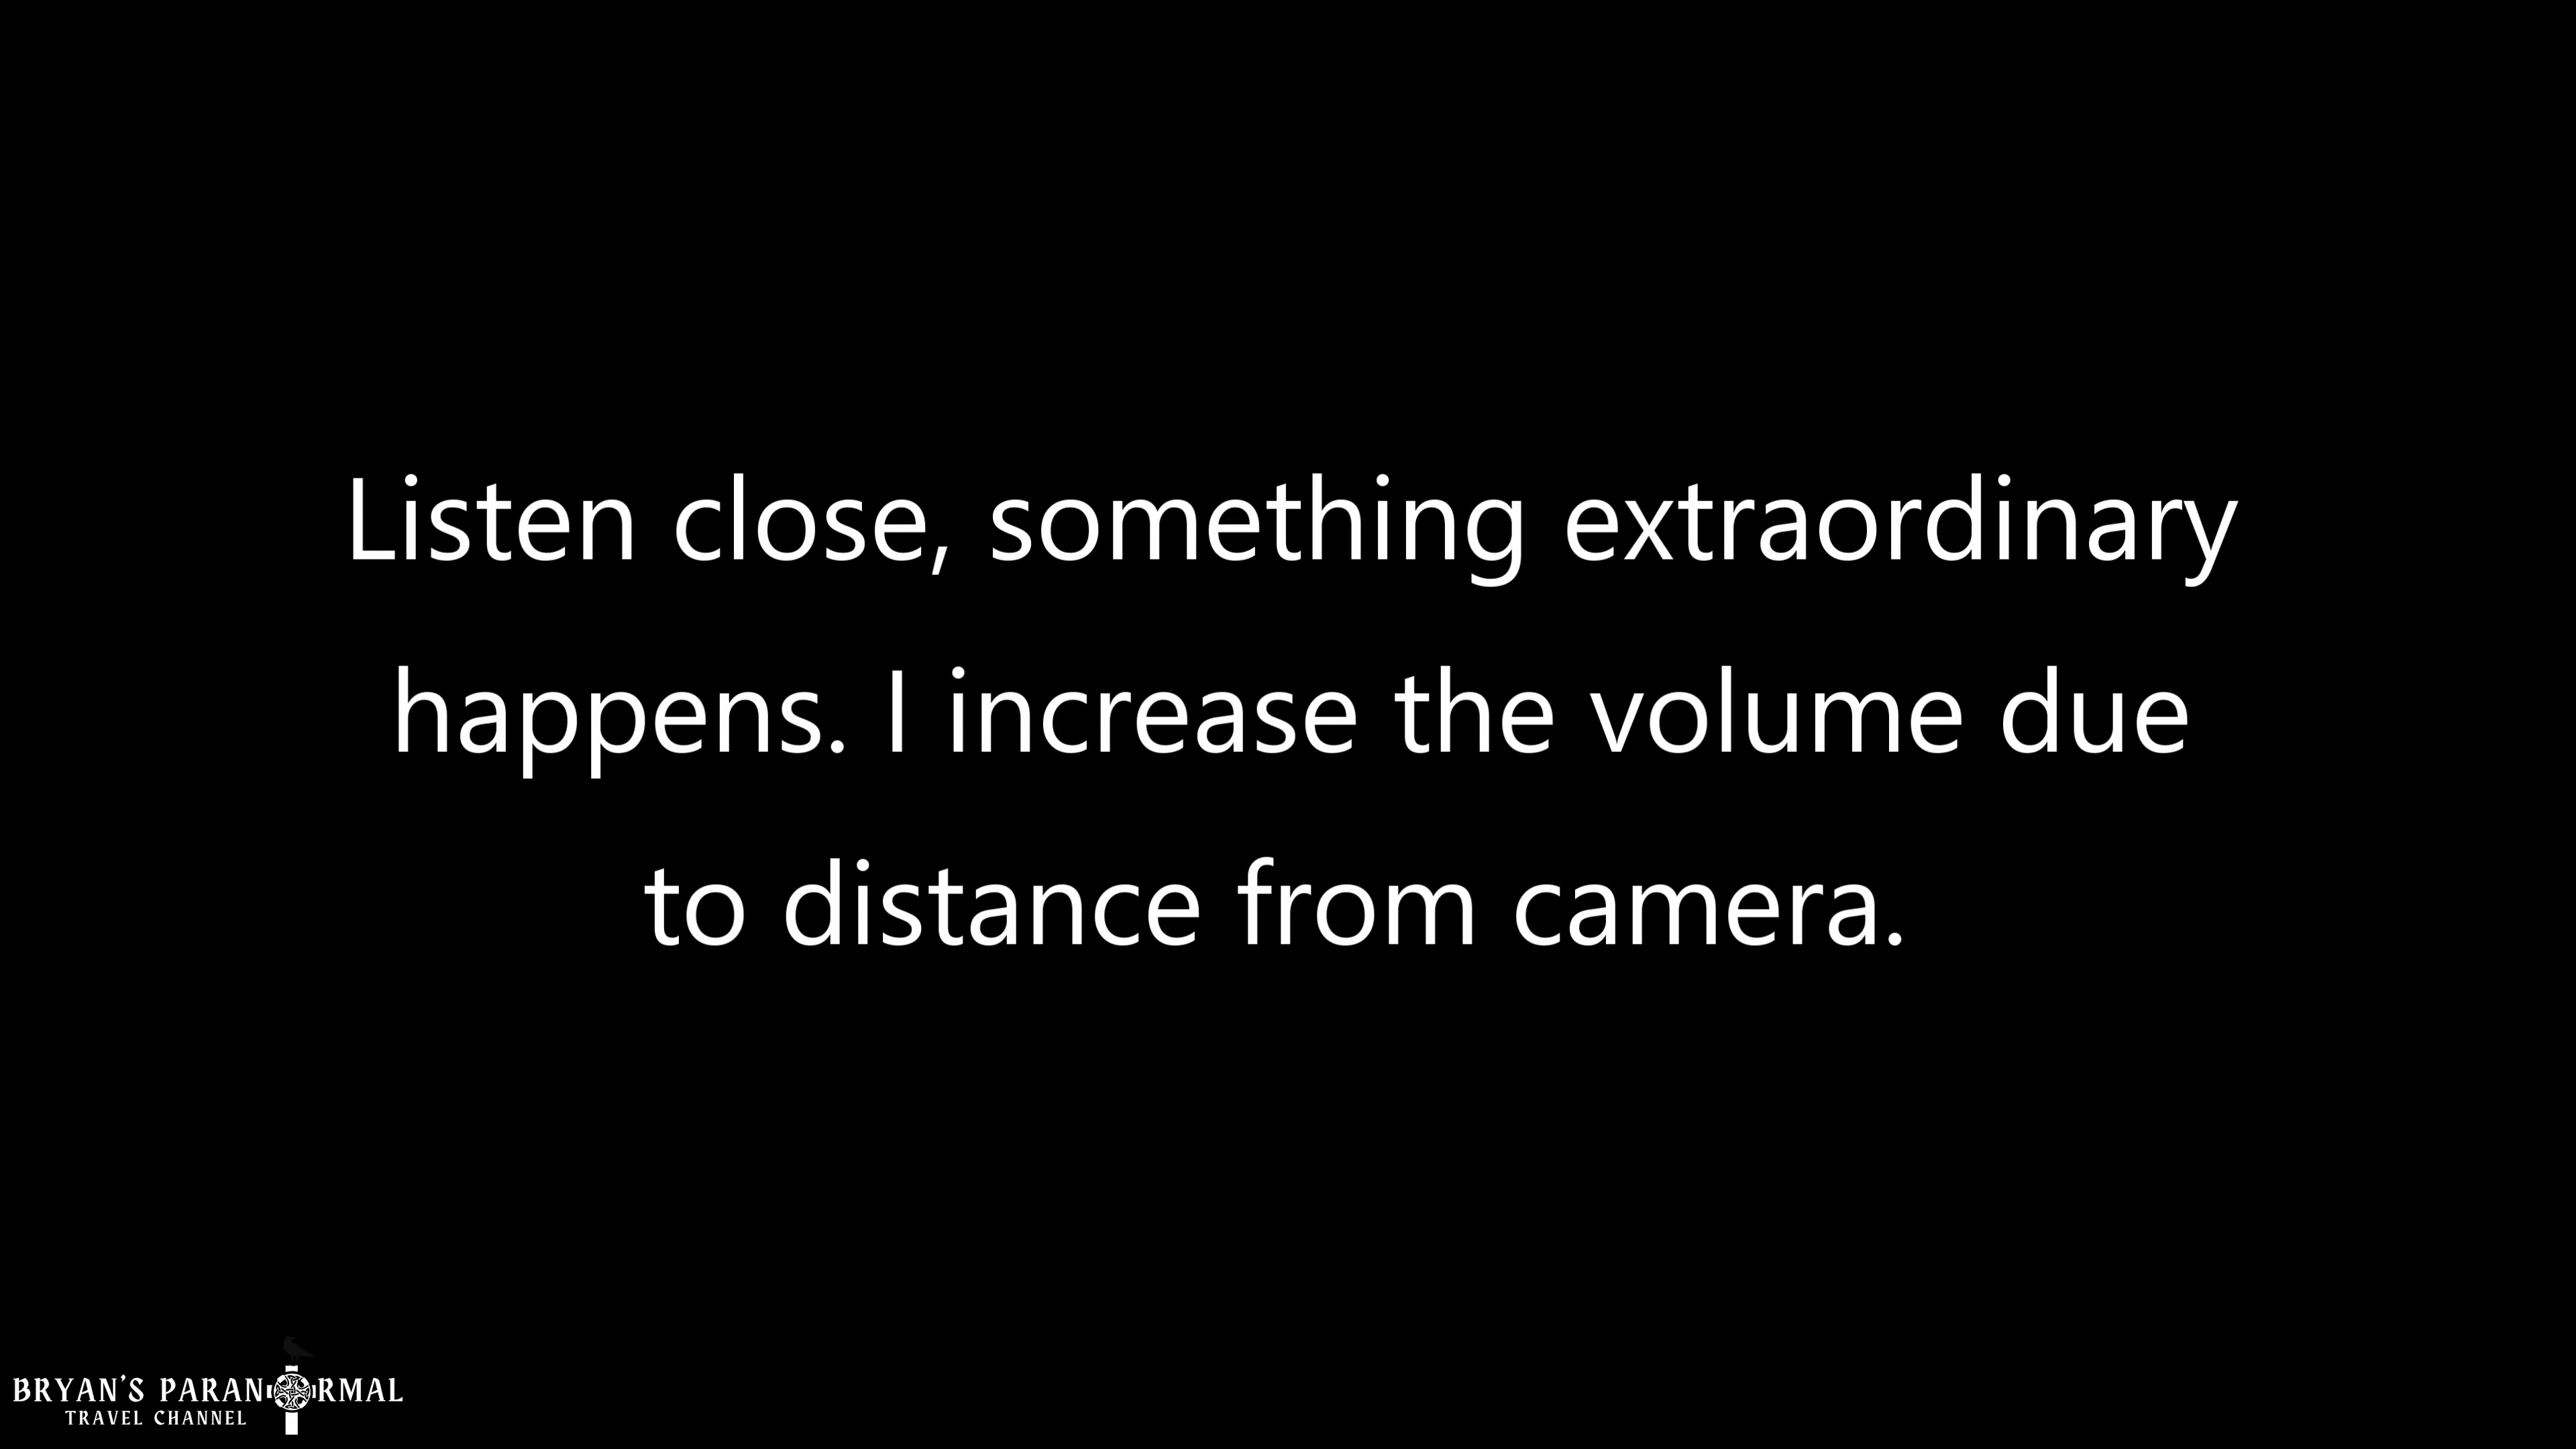 Listen close, something extraordinary
happens. I increase the volume due
to distance from camera.
BRYAN'S PARANORMAL
TRAVEL CHANNEL